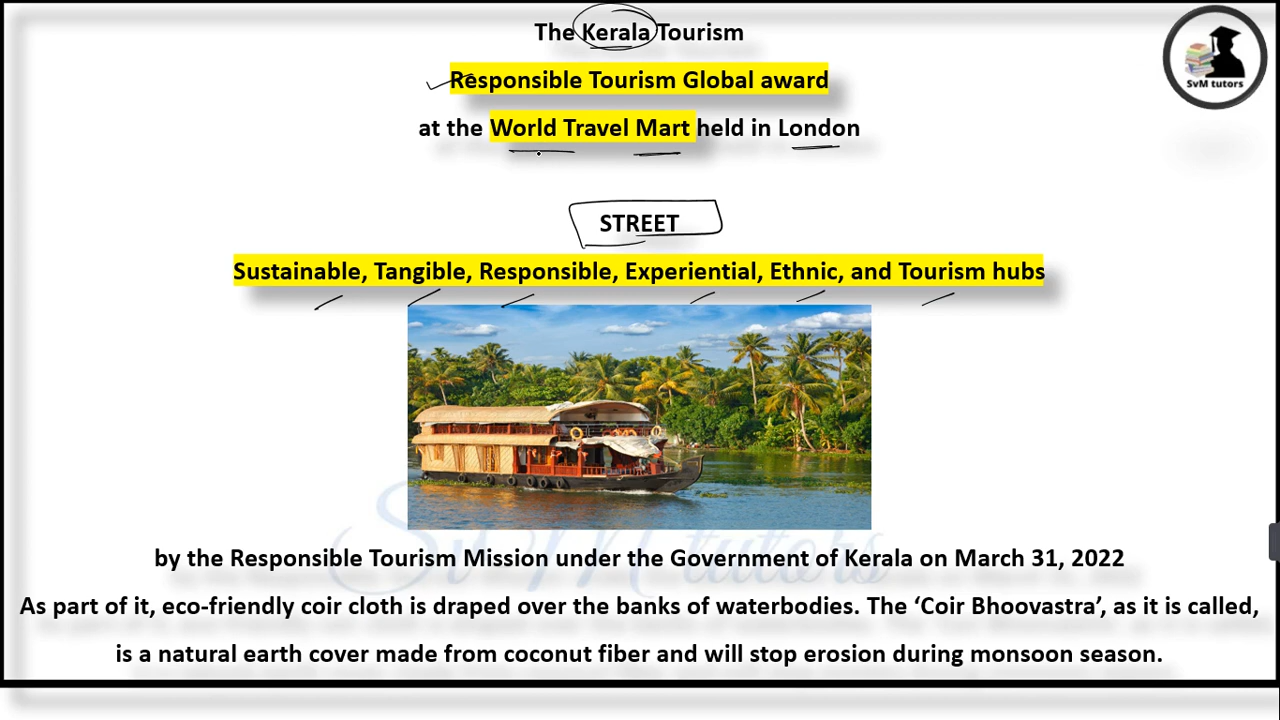 The Kerala Tourism
Responsible Tourism Global award
at the World Travel Mart held in London
SvM tutors
STREET
Sustainable, Tangible, Responsible, Experiential, Ethnic, and Tourism hubs
SvM tutors
by the Responsible Tourism Mission under the Government of Kerala on March 31, 2022
As part of it, eco-friendly coir cloth is draped over the banks of waterbodies. The ‘Coir Bhoovastra’, as it is called,
is a natural earth cover made from coconut fiber and will stop erosion during monsoon season.